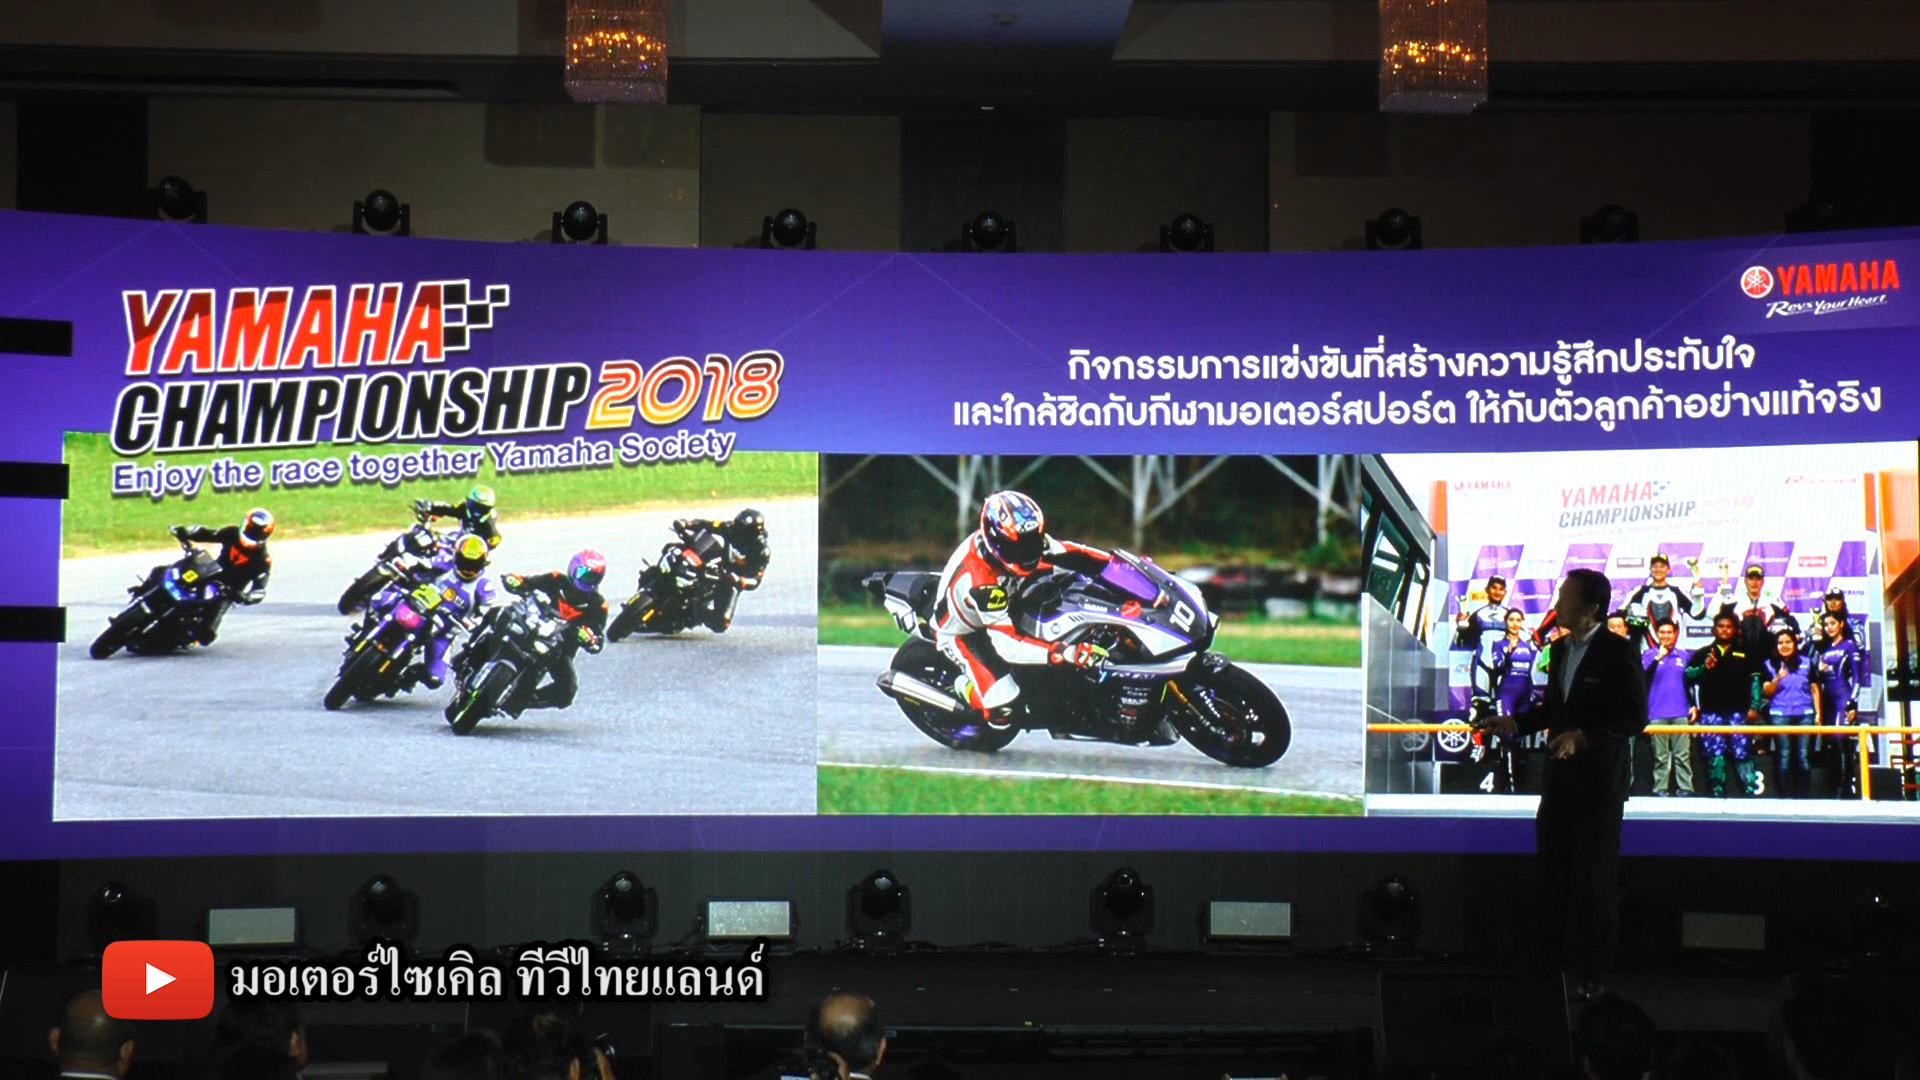 YAMAHA
CHAMPIONSHIP 2018
Enjoy the race together Yamaha Society
YAMAHA
Revs Your Heart
กิจกรรมการแข่งขันที่สร้างความรู้สึกประทับใจ
และใกล้ชิดกับกีฬามอเตอร์สปอร์ต ให้กับตัวลูกค้าอย่างแท้จริง
10
YAMAHA
YAMAHA
CHAMPIONSHIP 2018
4
3
มอเตอร์ไซเคิล ทีวีไทยแลนด์